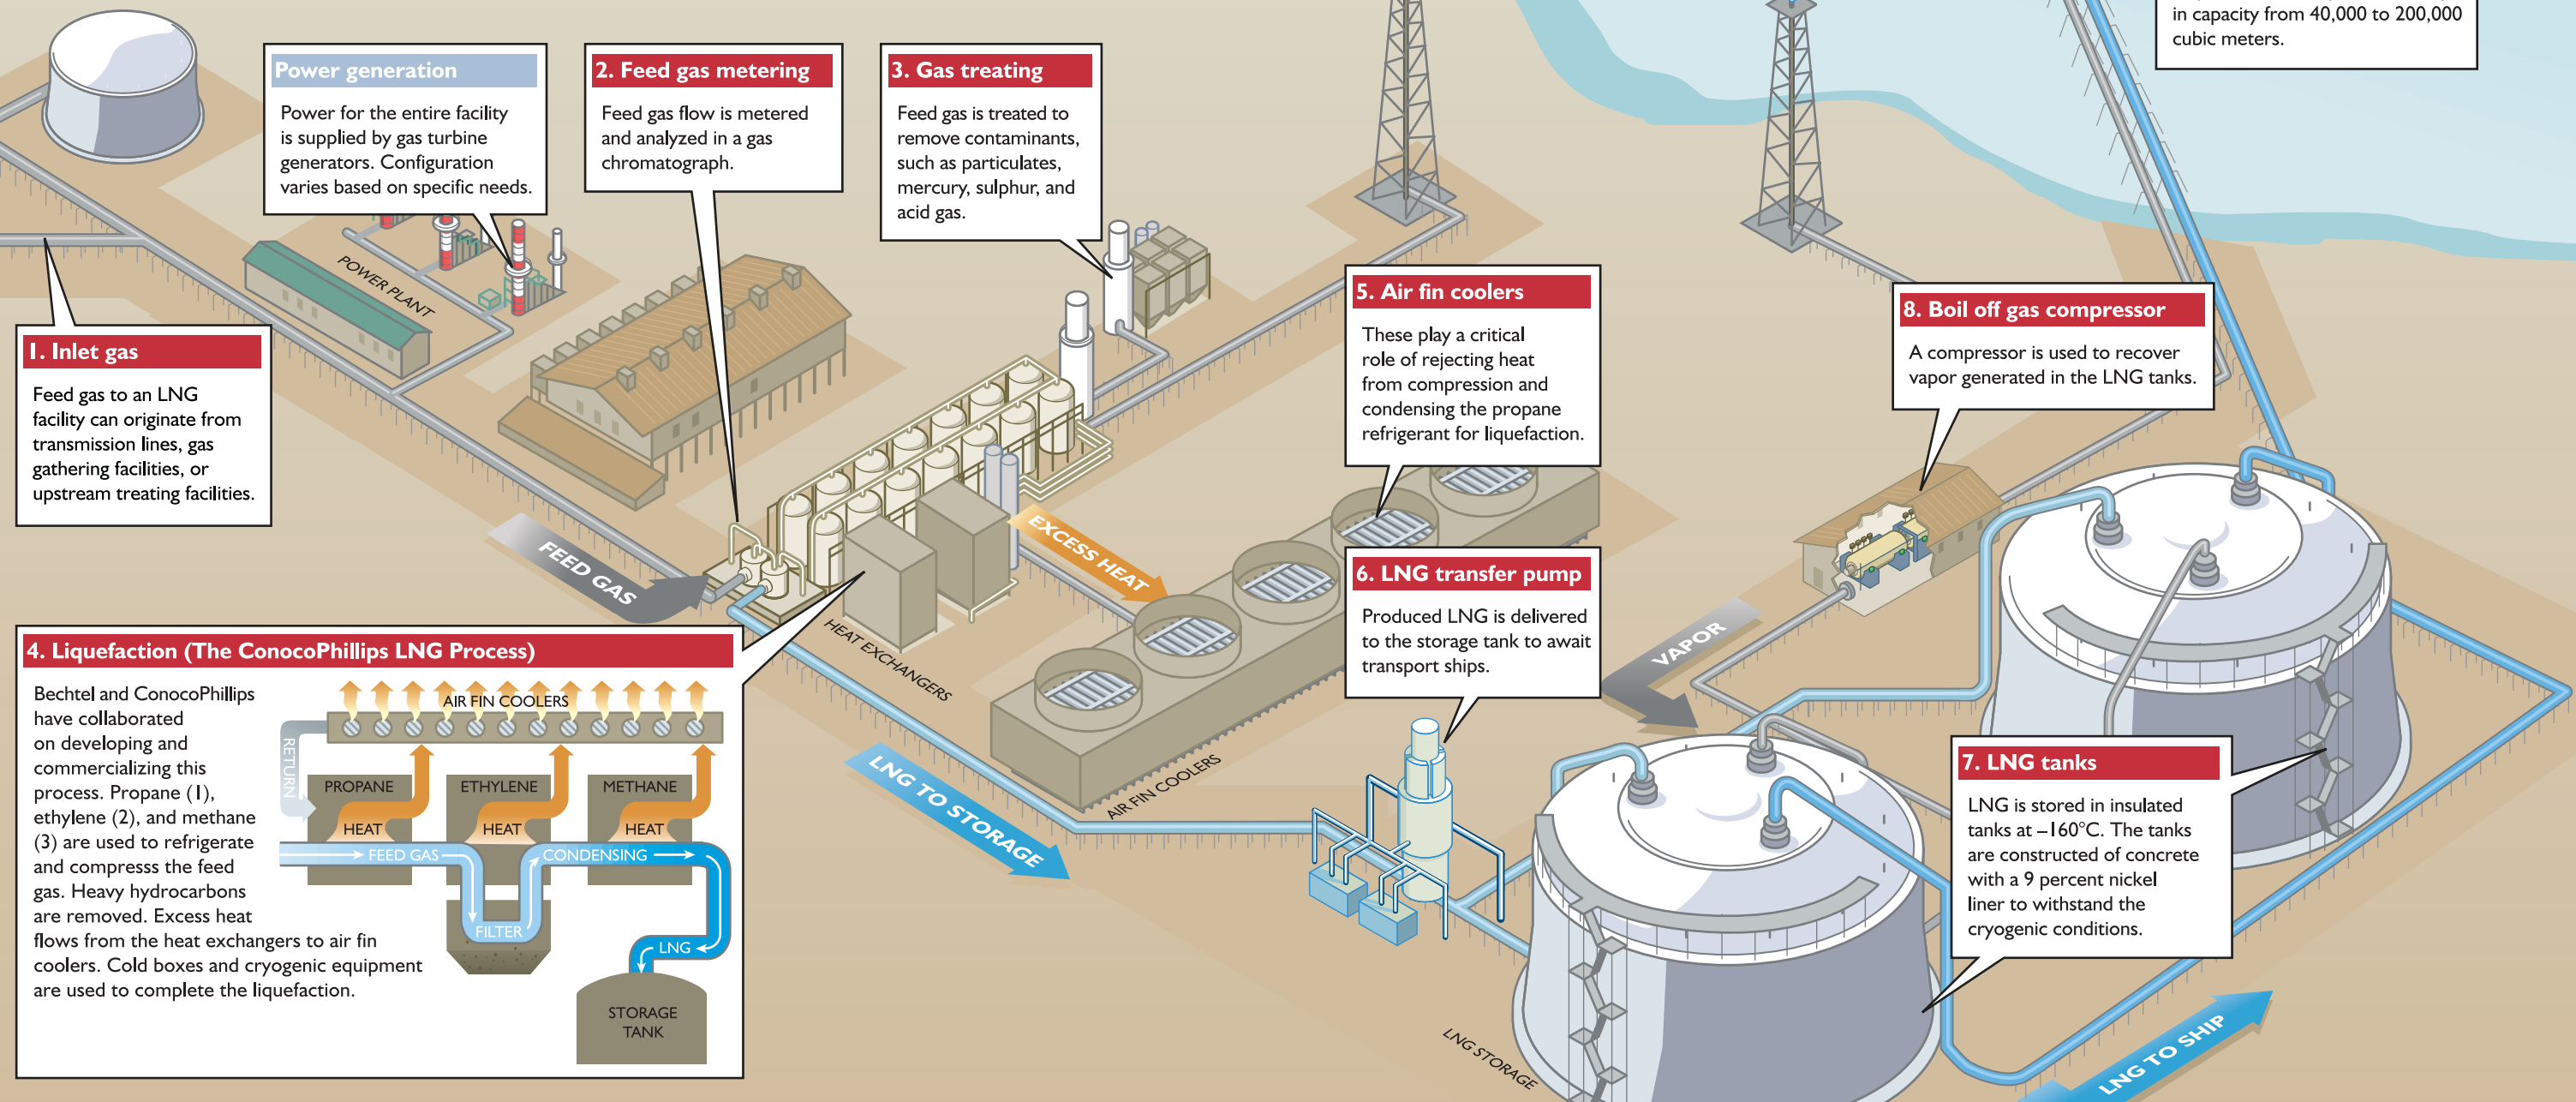 in capacity from 40,000 to 200,000
cubic meters.
Power generation
Power for the entire facility
is supplied by gas turbine
generators. Configuration
varies based on specific needs.
2. Feed gas metering
Feed gas flow is metered
and analyzed in a gas
chromatograph.
3. Gas treating
Feed gas is treated to
remove contaminants,
such as particulates,
mercury, sulphur, and
acid gas.
POWER PLANT
1. Inlet gas
Feed gas to an LNG
facility can originate from
transmission lines, gas
gathering facilities, or
upstream treating facilities.
5. Air fin coolers
These play a critical
role of rejecting heat
from compression and
condensing the propane
refrigerant for liquefaction.
8. Boil off gas compressor
A compressor is used to recover
vapor generated in the LNG tanks.
FEED GAS
EXCESS HEAT
HEAT EXCHANGERS
6. LNG transfer pump
Produced LNG is delivered
to the storage tank to await
transport ships.
VAPOR
4. Liquefaction (The ConocoPhillips LNG Process)
Bechtel and ConocoPhillips
have collaborated
on developing and
commercializing this
process. Propane (1),
ethylene (2), and methane
(3) are used to refrigerate
and compresss the feed
gas. Heavy hydrocarbons
are removed. Excess heat
flows from the heat exchangers to air fin
coolers. Cold boxes and cryogenic equipment
are used to complete the liquefaction.
AIR FIN COOLERS
RETURN
PROPANE
ETHYLENE
METHANE
HEAT
HEAT
HEAT
FEED GAS
CONDENSING
FILTER
LNG
STORAGE
TANK
LNG TO STORAGE
AIR FIN COOLERS
7. LNG tanks
LNG is stored in insulated
tanks at –160°C. The tanks
are constructed of concrete
with a 9 percent nickel
liner to withstand the
cryogenic conditions.
LNG STORAGE
LNG TO SHIP